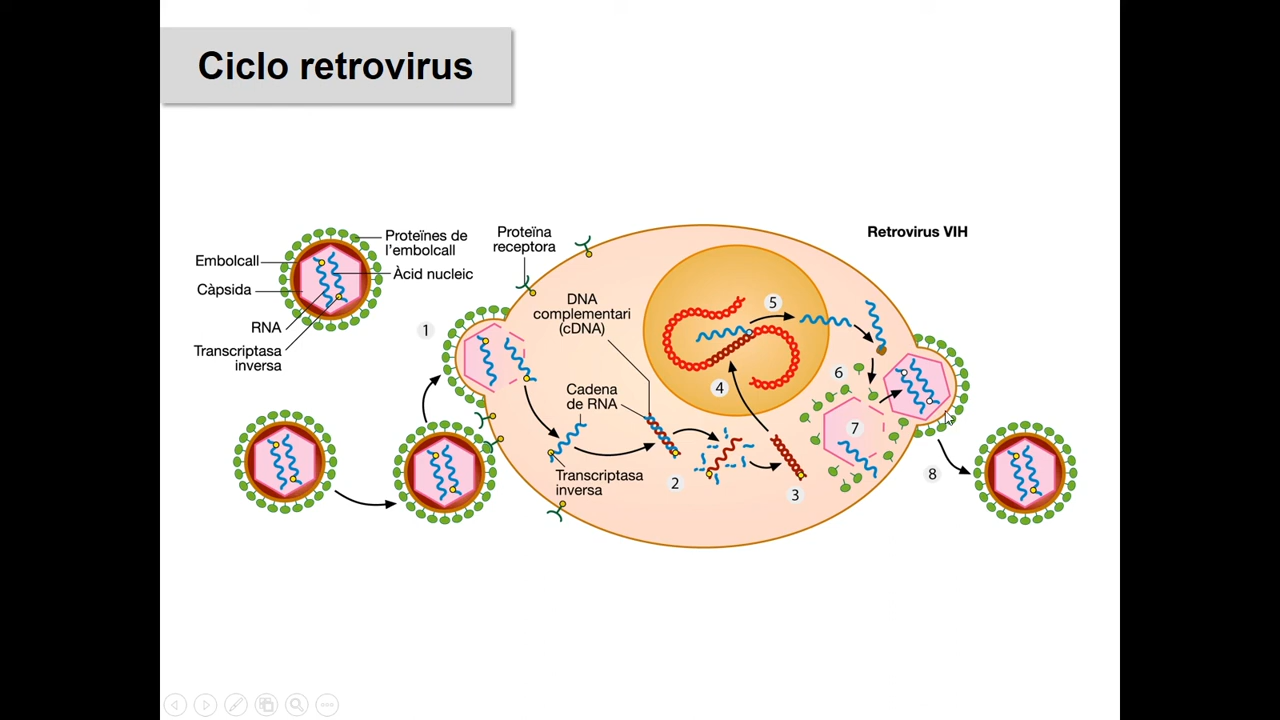 Ciclo retrovirus
Proteïnes de
l'embolcall
Embolcall
Àcid nucleic
Càpsida
RNA
Transcriptasa
inversa
Proteïna
receptora
Retrovirus VIH
DNA
complementari
(cDNA)
Cadena
de RNA
Transcriptasa
inversa
1
2
3
4
5
6
7
8